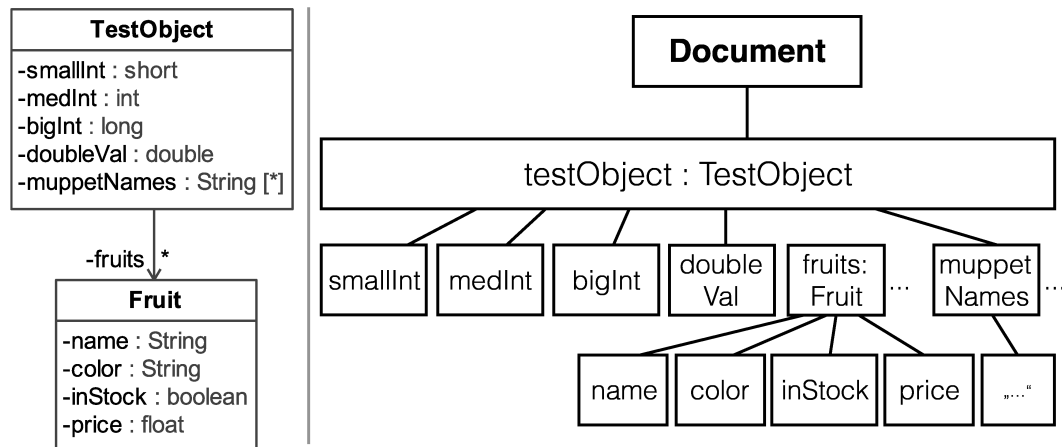 TestObject
-smallInt : short
-medInt : int
-bigInt : long
-doubleVal : double
-muppetNames : String [*]
-fruits *
Fruit
-name : String
-color : String
-inStock : boolean
-price : float
Document
testObject : TestObject
smallInt
medInt
bigInt
double
Val
fruits:
Fruit
...
muppet
Names
...
name
color
inStock
price
„...“